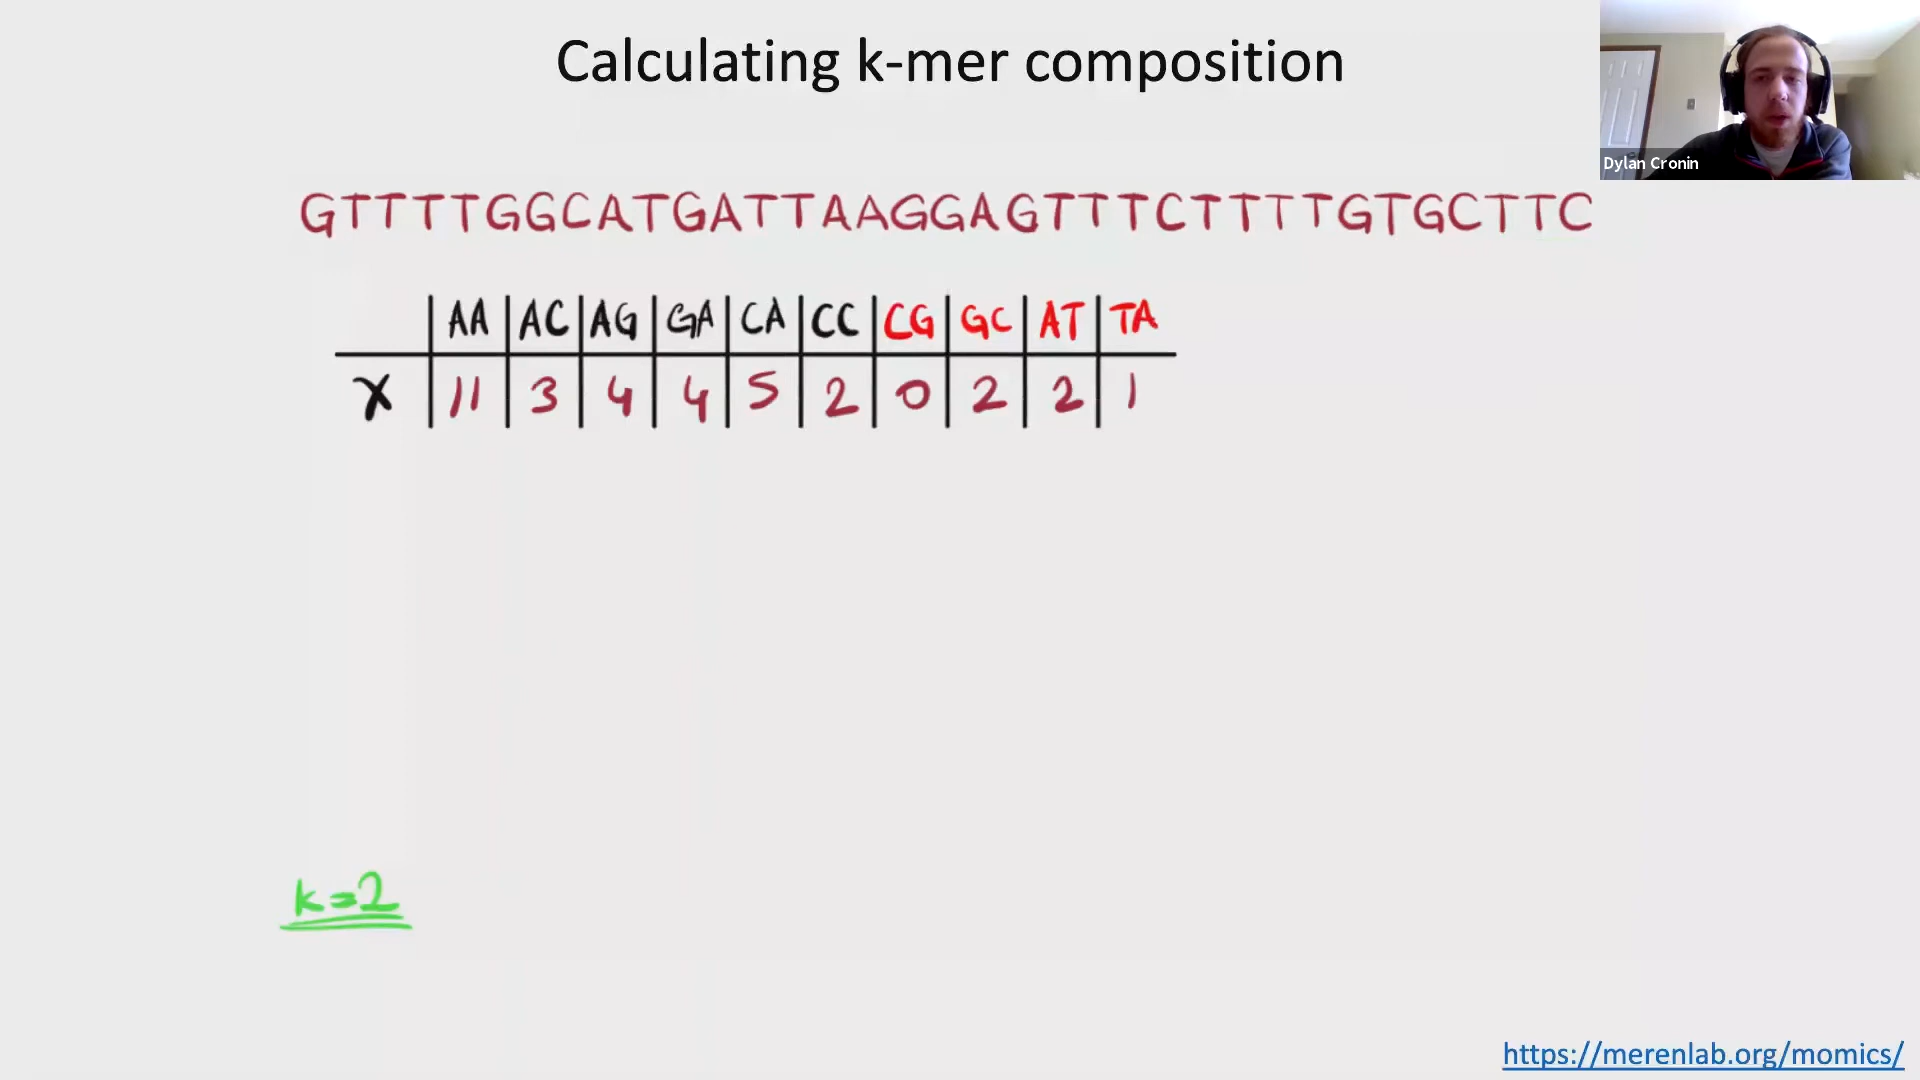 Calculating k-mer composition
Dylan Cronin
GTTTTGGCATGATTAAGGAGTTTCTTTTGTGCTTC
AA AC AG GA CA CC CG GC AT TA
X 11 3 4 4 5 2 0 2 2 1
k=2
https://merenlab.org/momics/